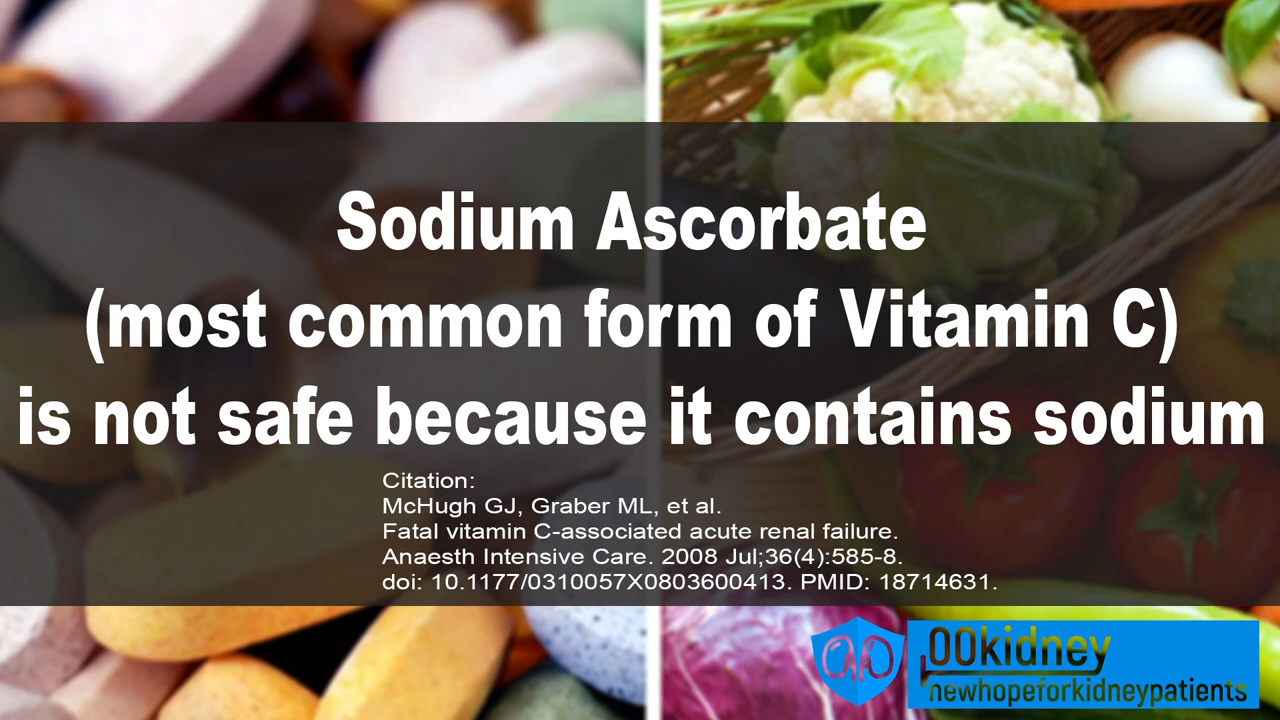 Sodium Ascorbate
(most common form of Vitamin C)
is not safe because it contains sodium
Citation:
McHugh GJ, Graber ML, et al.
Fatal vitamin C-associated acute renal failure.
Anaesth Intensive Care. 2008 Jul;36(4):585-8.
doi: 10.1177/0310057X0803600413. PMID: 18714631.
00kidney
newhopeforkidneypatients